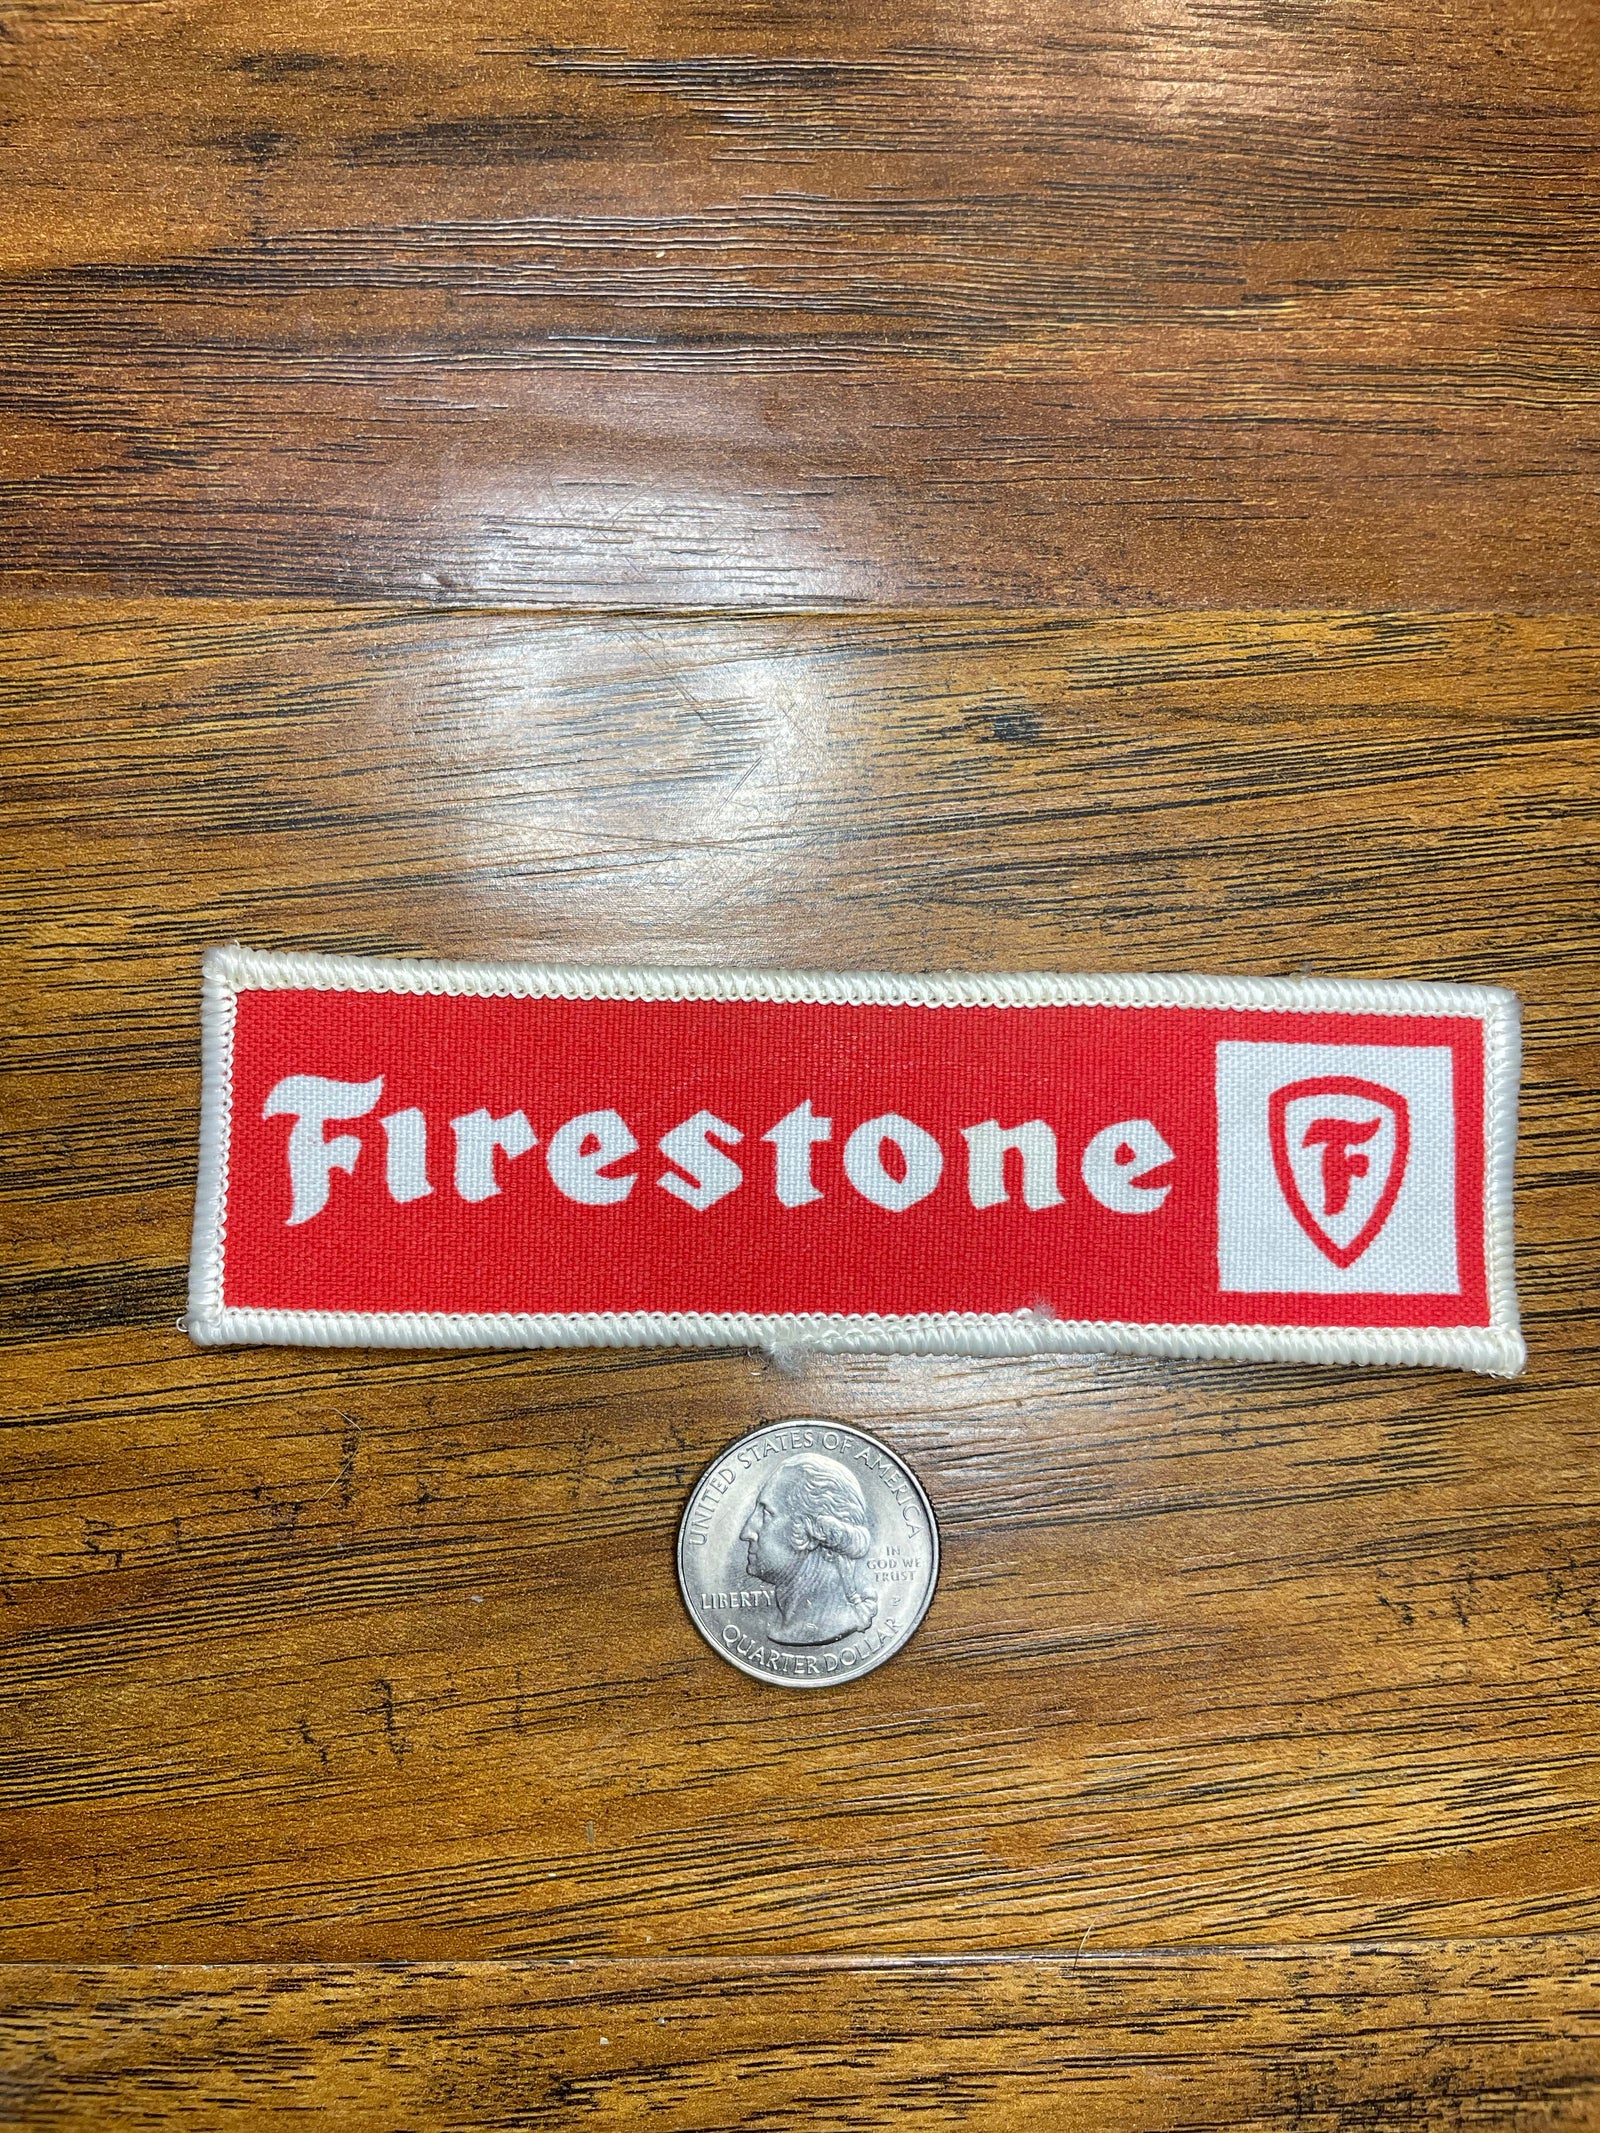 Firestone
F
UNITED STATES OF AMERICA
IN
GOD WE
TRUST
LIBERTY
P
QUARTER DOLLAR